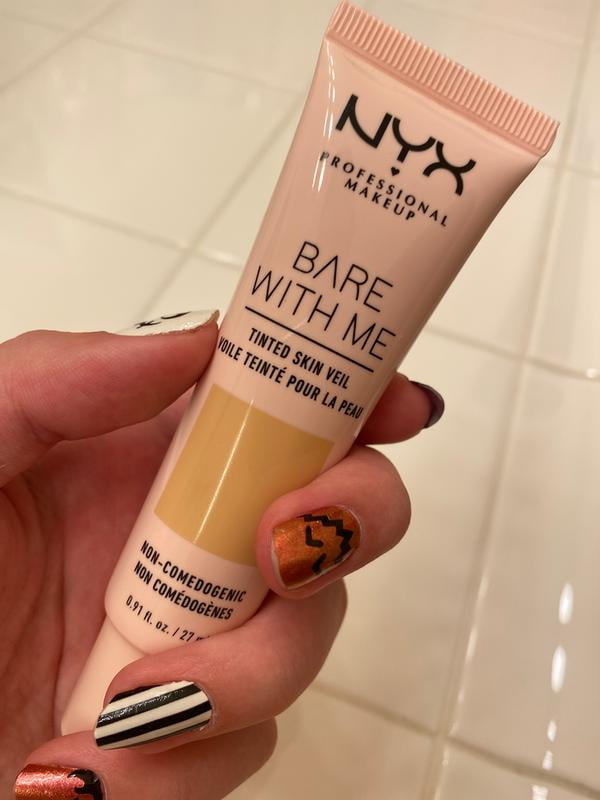 NYX
PROFESSIONAL
MAKEUP
BARE
WITH ME
TINTED SKIN VEIL
VOILE TEINTÉ POUR LA PEAU
NON-COMEDOGENIC
NON COMÉDOGÈNES
0.91 fl. oz. / 27